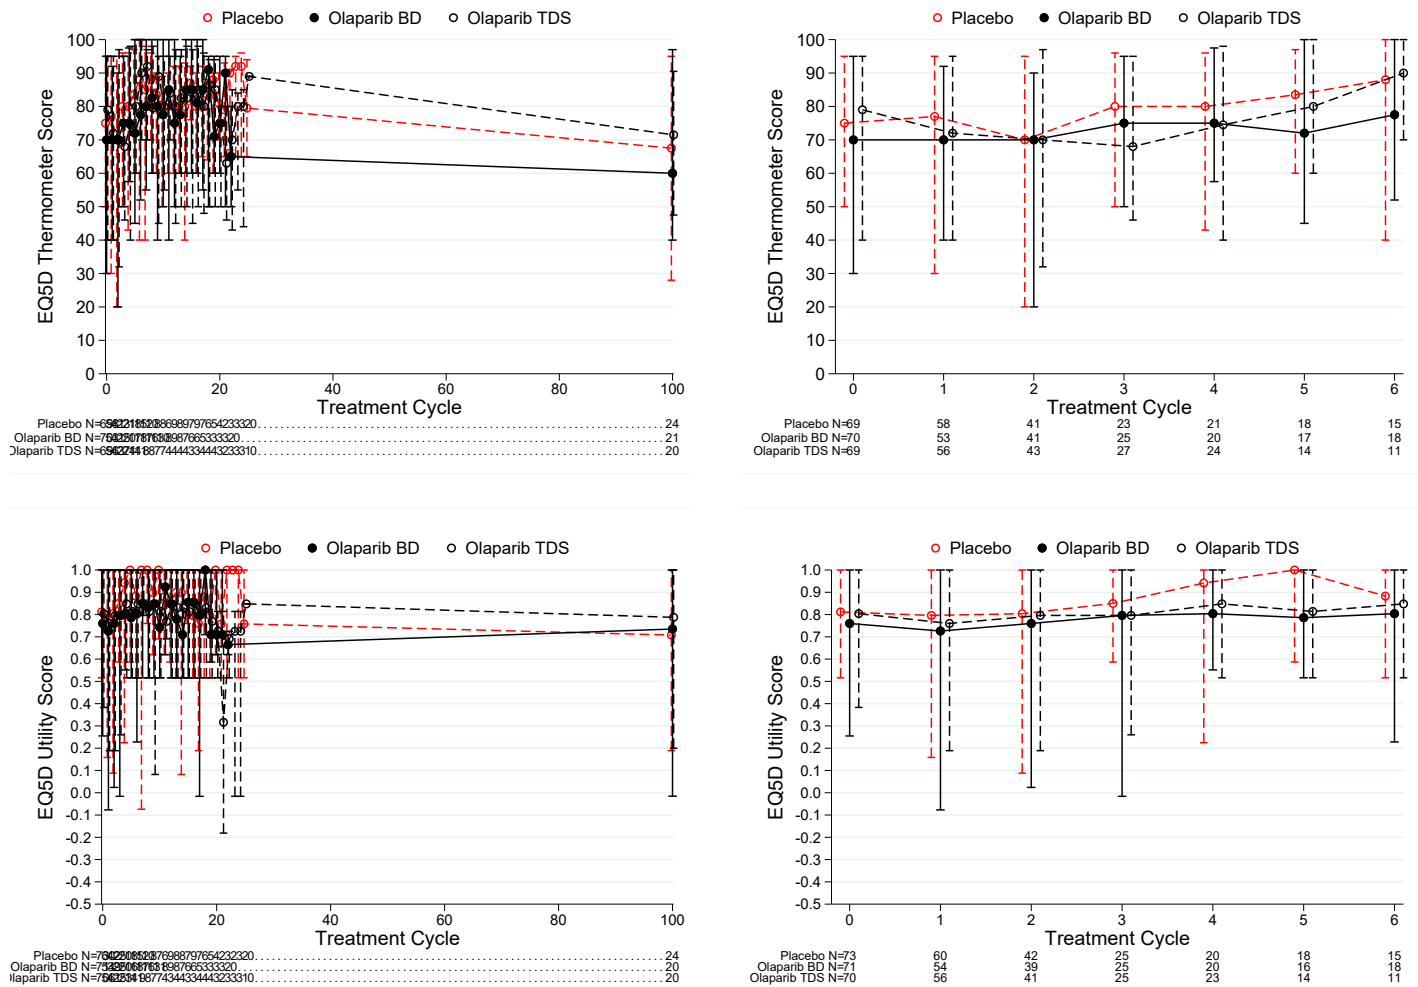 Placebo Olaparib BD Olaparib TDS
EQ5D Thermometer Score
100
90
80
70
60
50
40
30
20
10
0
0 20 40 60 80 100
Treatment Cycle
Placebo N= 24
Olaparib BD N= 21
Olaparib TDS N= 20
Placebo Olaparib BD Olaparib TDS
EQ5D Thermometer Score
100
90
80
70
60
50
40
30
20
10
0
0 1 2 3 4 5 6
Treatment Cycle
Placebo N=69 58 41 23 21 18 15
Olaparib BD N=70 53 41 25 20 17 18
Olaparib TDS N=69 56 43 27 24 14 11
Placebo Olaparib BD Olaparib TDS
EQ5D Utility Score
1.0
0.9
0.8
0.7
0.6
0.5
0.4
0.3
0.2
0.1
0.0
-0.1
-0.2
-0.3
-0.4
-0.5
0 20 40 60 80 100
Treatment Cycle
Placebo N= 24
Olaparib BD N= 20
Olaparib TDS N= 20
Placebo Olaparib BD Olaparib TDS
EQ5D Utility Score
1.0
0.9
0.8
0.7
0.6
0.5
0.4
0.3
0.2
0.1
0.0
-0.1
-0.2
-0.3
-0.4
-0.5
0 1 2 3 4 5 6
Treatment Cycle
Placebo N=73 60 42 25 20 18 15
Olaparib BD N=71 54 39 25 20 16 18
Olaparib TDS N=70 56 41 25 23 14 11